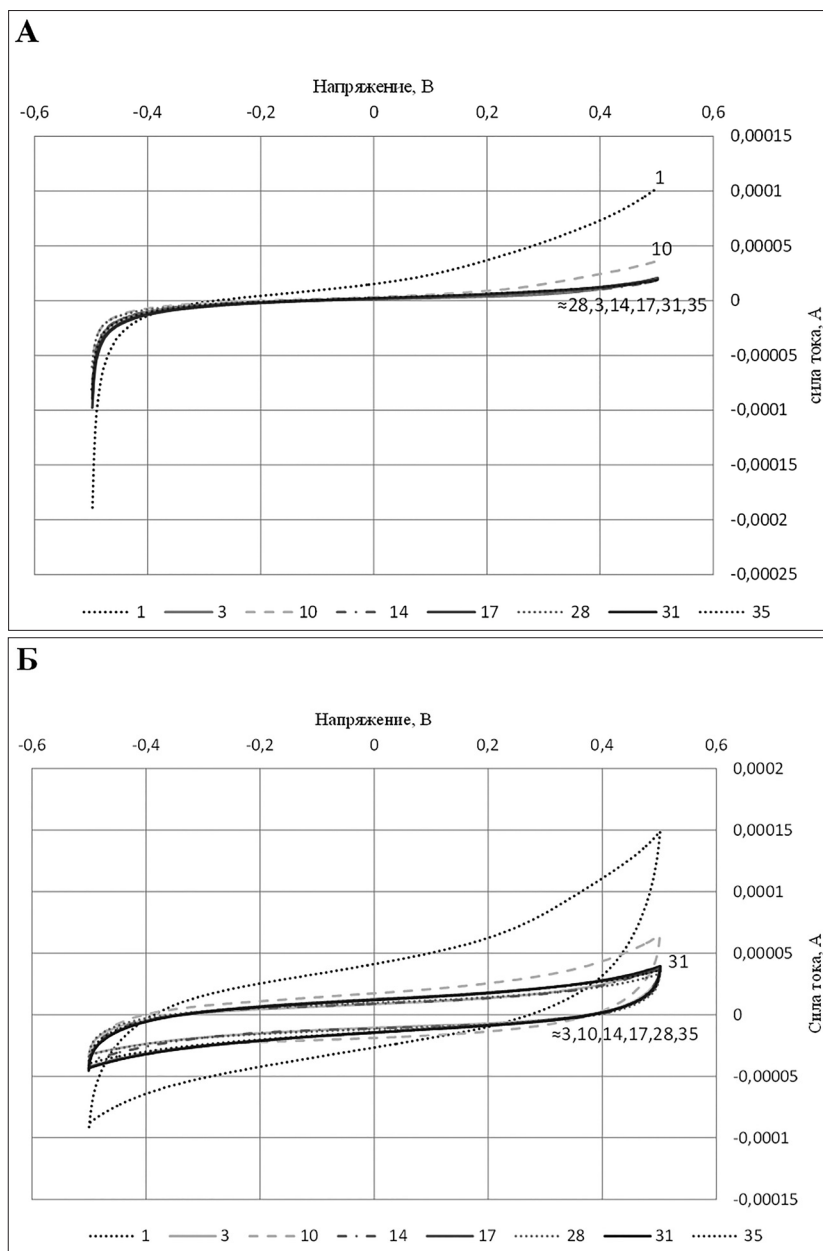 А
Напряжение, В
-0,6 -0,4 -0,2 0 0,2 0,4 0,6
0,00015
1
0,0001
10
0,00005
0
≈28,3,14,17,31,35
-0,00005
-0,0001
-0,00015
-0,0002
-0,00025
сила тока, А
1 3 10 14 17 28 31 35
Б
Напряжение, В
-0,6 -0,4 -0,2 0 0,2 0,4 0,6
0,0002
0,00015
0,0001
0,00005
31
0
≈3,10,14,17,28,35
-0,00005
-0,0001
-0,00015
Сила тока, А
1 3 10 14 17 28 31 35